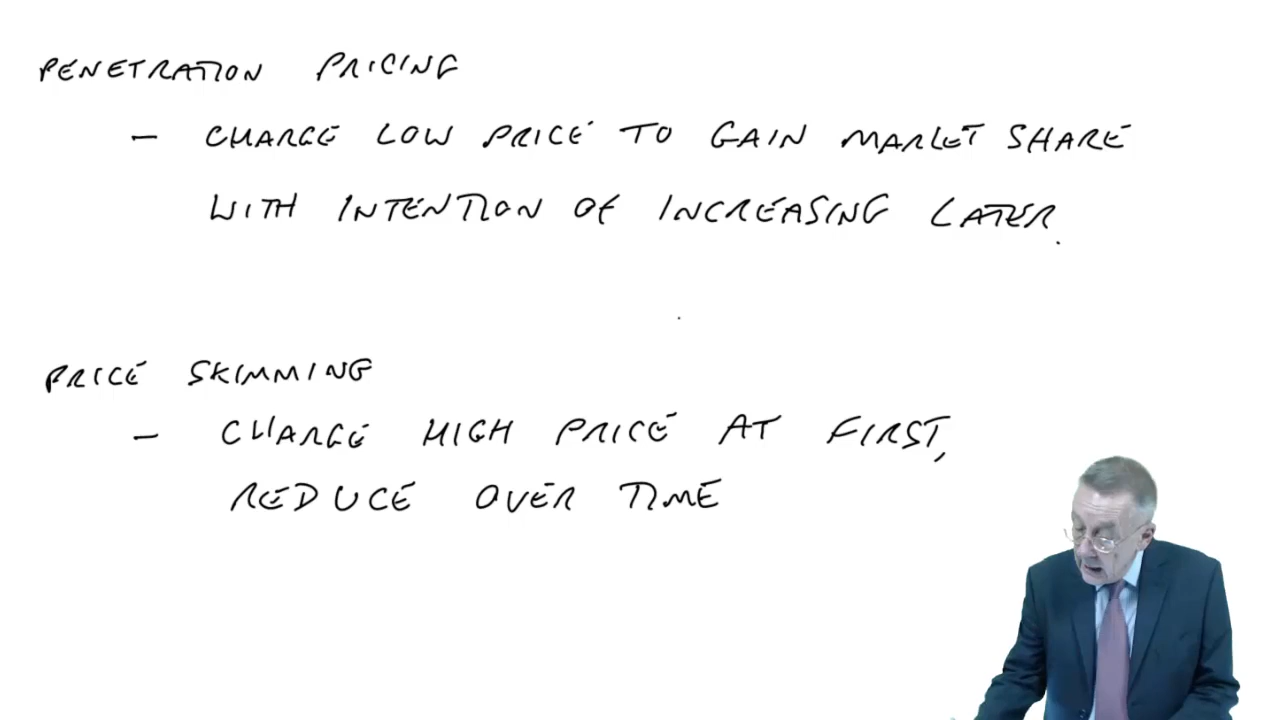 PENETRATION PRICING
- CHARGE LOW PRICE TO GAIN MARKET SHARE
WITH INTENTION OF INCREASING LATER.
PRICE SKIMMING
- CHARGE HIGH PRICE AT FIRST,
REDUCE OVER TIME